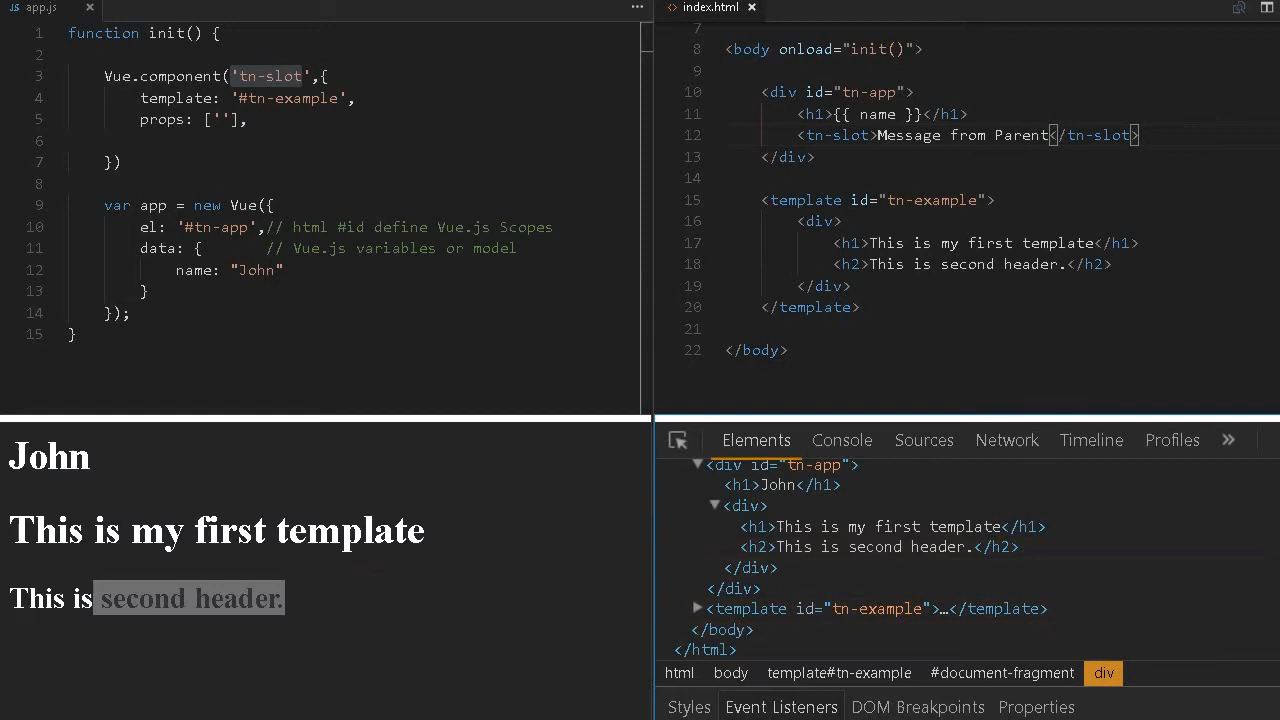 app.js
1 function init() {
2
3 Vue.component('tn-slot',{
4 template: '#tn-example',
5 props: [''],
6
7 })
8
9 var app = new Vue({
10 el: '#tn-app',// html #id define Vue.js Scopes
11 data: { // Vue.js variables or model
12 name: "John"
13 }
14 });
15 }
index.html
7
8 <body onload="init()">
9
10 <div id="tn-app">
11 <h1>{{ name }}</h1>
12 <tn-slot>Message from Parent</tn-slot>
13 </div>
14
15 <template id="tn-example">
16 <div>
17 <h1>This is my first template</h1>
18 <h2>This is second header.</h2>
19 </div>
20 </template>
21
22 </body>
John
This is my first template
This is second header.
Elements Console Sources Network Timeline Profiles »
<div id="tn-app">
<h1>John</h1>
<div>
<h1>This is my first template</h1>
<h2>This is second header.</h2>
</div>
</div>
<template id="tn-example">…</template>
</body>
</html>
html body template#tn-example #document-fragment div
Styles Event Listeners DOM Breakpoints Properties